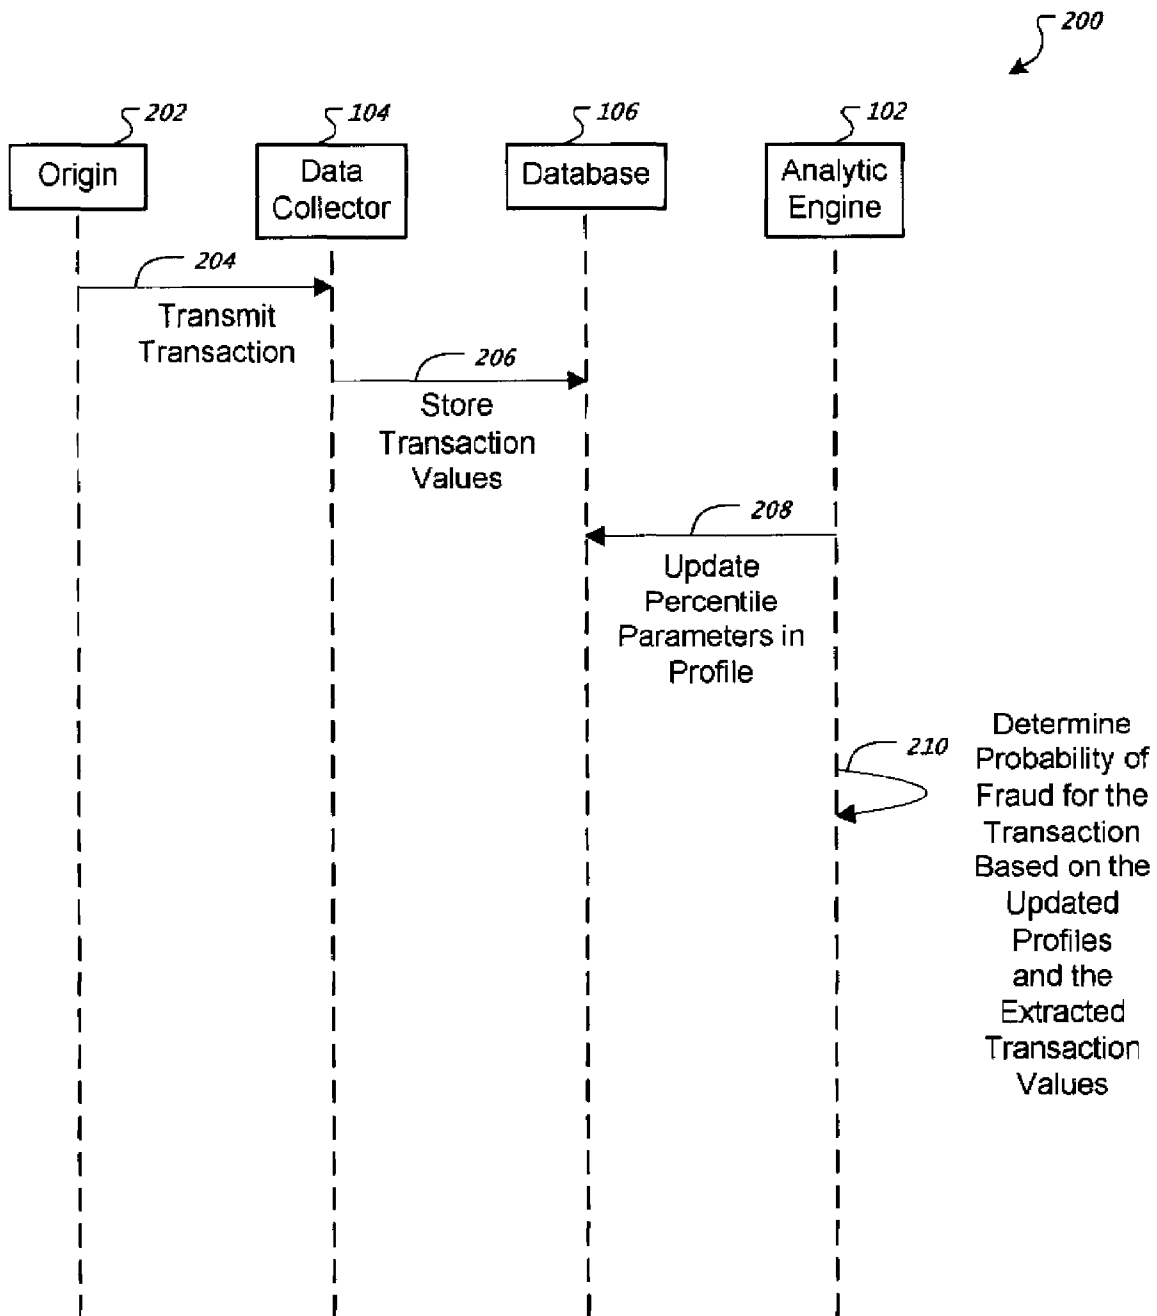 200
202
104
106
102
Origin
Data
Collector
Database
Analytic
Engine
204
Transmit
Transaction
206
Store
Transaction
Values
208
Update
Percentile
Parameters in
Profile
210
Determine
Probability of
Fraud for the
Transaction
Based on the
Updated
Profiles
and the
Extracted
Transaction
Values